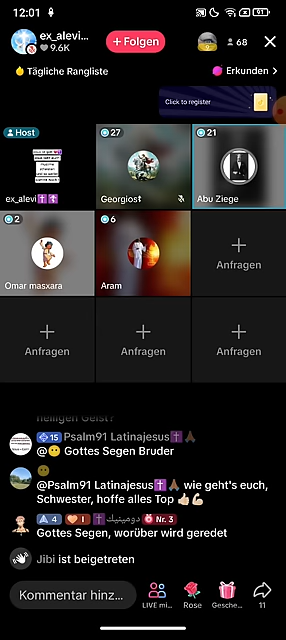 12:01
91
ex_alevi...
9.6K
+ Folgen
68
Tägliche Rangliste
Erkunden >
Click to register
Host
27
21
ex_alevi✝️✝️
Georgiost
Abu Ziege
2
6
Omar masxara
Aram
Anfragen
Anfragen
Anfragen
Anfragen
heiligen Geist?
15 Psalm91 Latinajesus✝️🙏🏾
@😶 Gottes Segen Bruder
😶
@Psalm91 Latinajesus✝️🙏🏾 wie geht's euch,
Schwester, hoffe alles Top 👍🏻💪🏻
4 I ✝️ دومينيك Nr. 3
Gottes Segen, worüber wird geredet
Jibi ist beigetreten
Kommentar hinz...
LIVE mi...
Rose
Gesche...
11